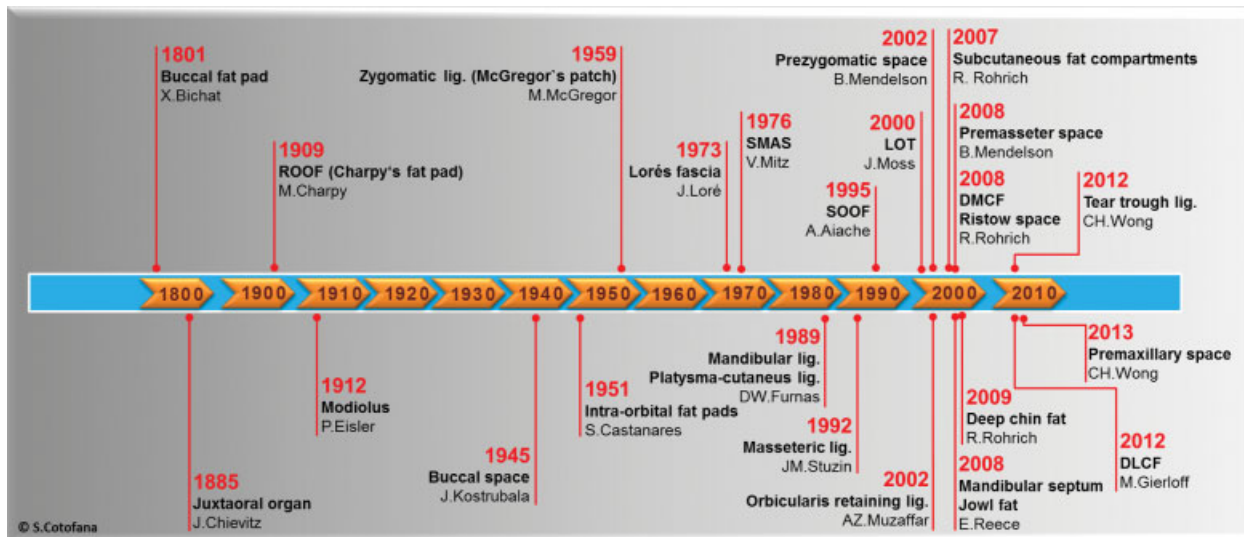 1801
Buccal fat pad
X.Bichat
1909
ROOF (Charpy's fat pad)
M.Charpy
1959
Zygomatic lig. (McGregor`s patch)
M.McGregor
1973
Lorés fascia
J.Loré
1976
SMAS
V.Mitz
1995
SOOF
A.Aiache
2000
LOT
J.Moss
2002
Prezygomatic space
B.Mendelson
2007
Subcutaneous fat compartments
R. Rohrich
2008
Premasseter space
B.Mendelson
2008
DMCF
Ristow space
R.Rohrich
2012
Tear trough lig.
CH.Wong
1800
1900
1910
1920
1930
1940
1950
1960
1970
1980
1990
2000
2010
1885
Juxtaoral organ
J.Chievitz
1912
Modiolus
P.Eisler
1945
Buccal space
J.Kostrubala
1951
Intra-orbital fat pads
S.Castanares
1989
Mandibular lig.
Platysma-cutaneus lig.
DW.Furnas
1992
Masseteric lig.
JM.Stuzin
2002
Orbicularis retaining lig.
AZ.Muzaffar
2008
Mandibular septum
Jowl fat
E.Reece
2009
Deep chin fat
R.Rohrich
2012
DLCF
M.Gierloff
2013
Premaxillary space
CH.Wong
© S.Cotofana